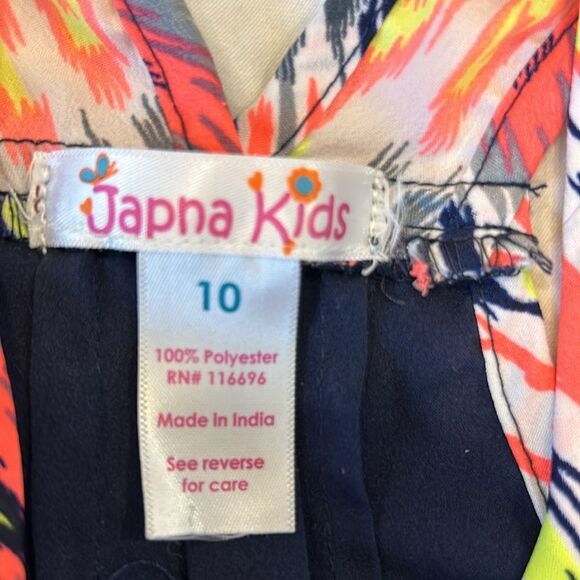 Japna Kids
10
100% Polyester
RN# 116696
Made in India
See reverse
for care